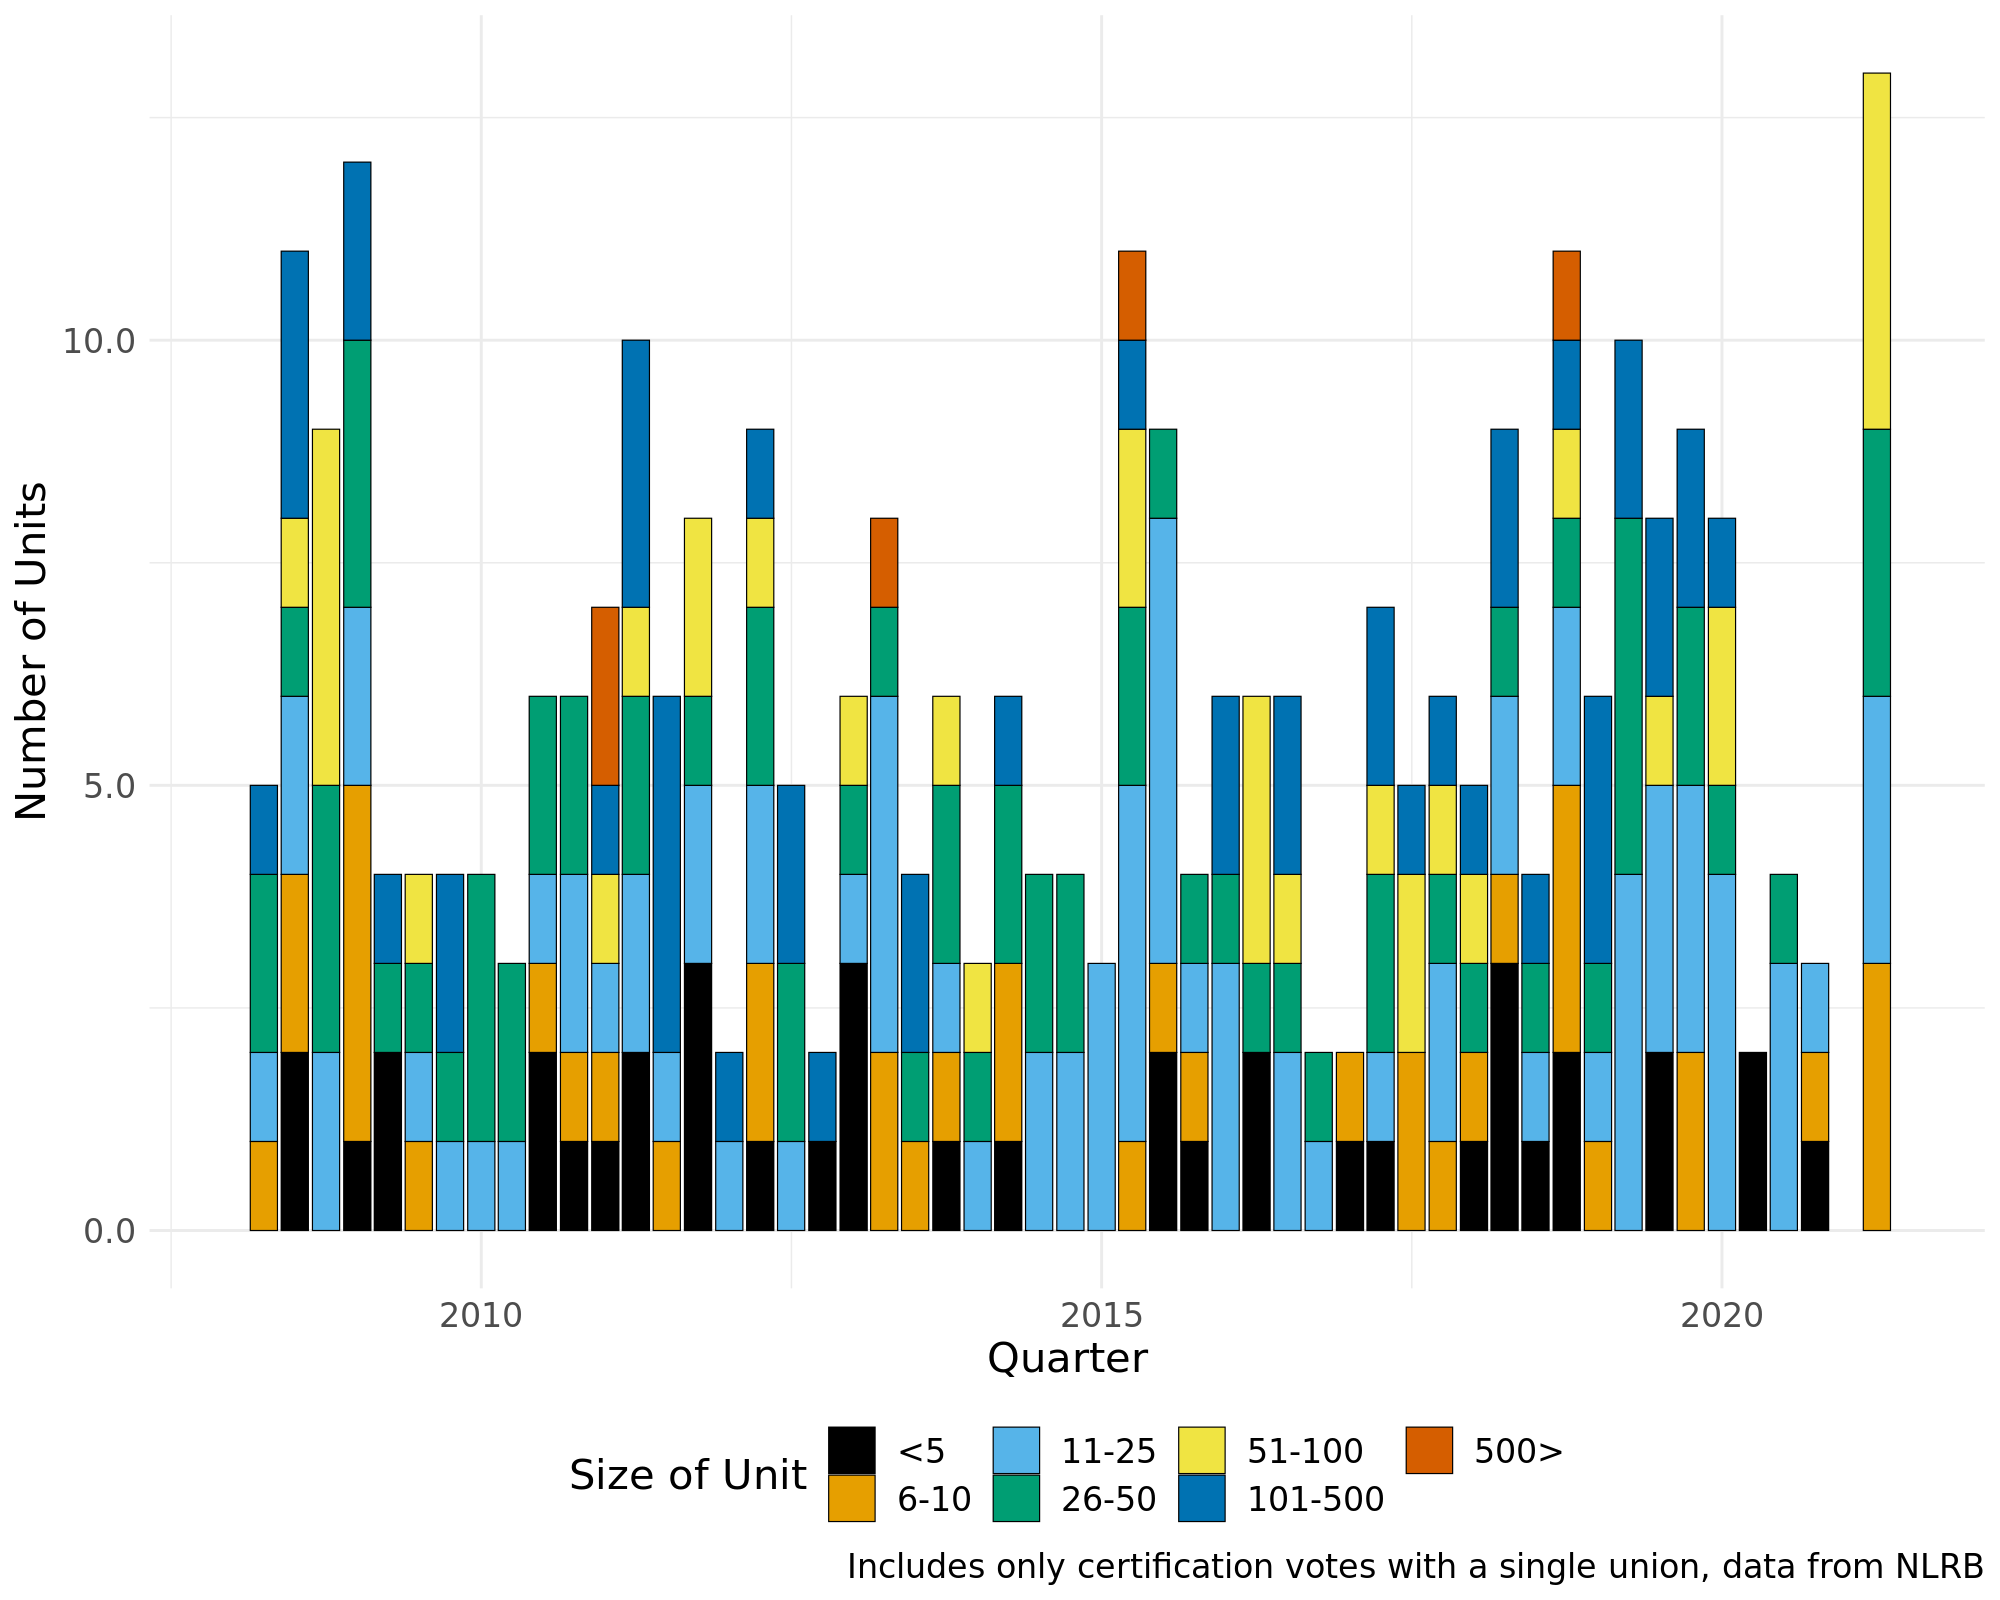 10.0
5.0
0.0
Number of Units
2010 2015 2020
Quarter
Size of Unit
<5 11-25 51-100 500>
6-10 26-50 101-500
Includes only certification votes with a single union, data from NLRB